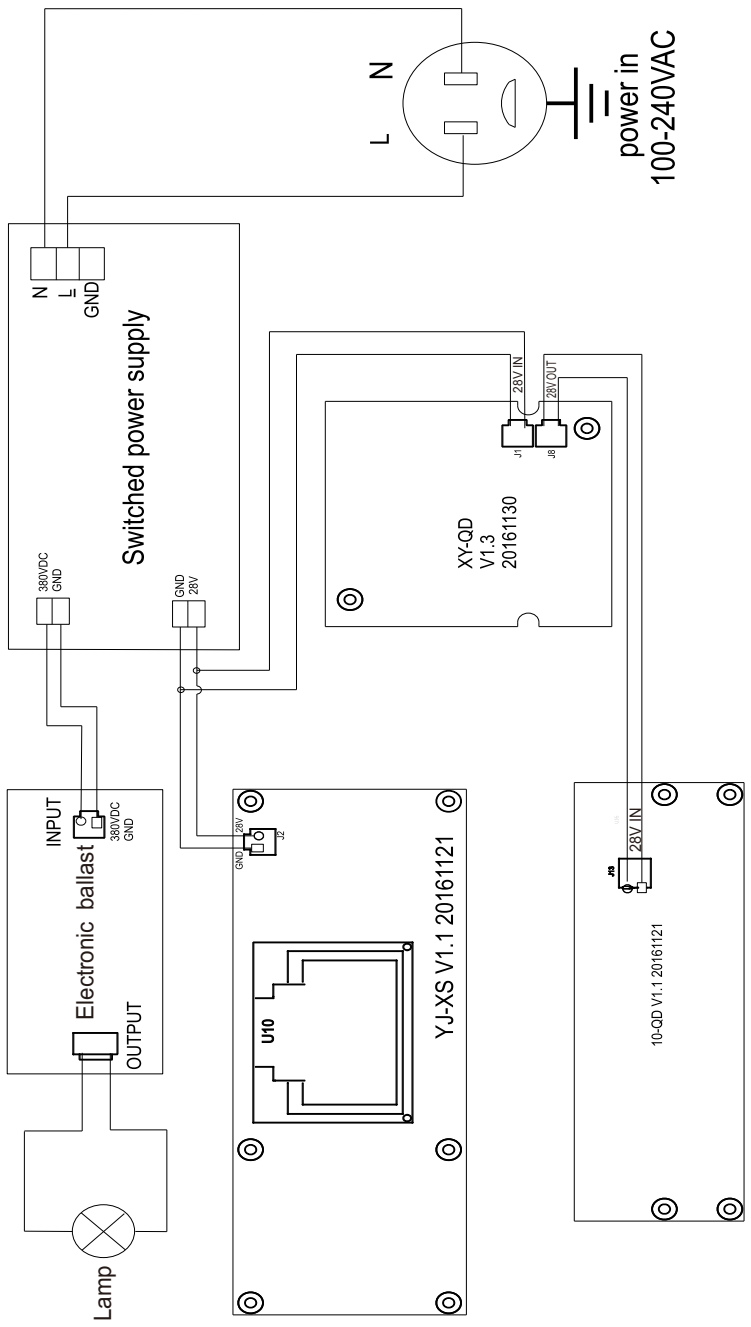 N
L
power in
100-240VAC
N
L
GND
Switched power supply
380VDC
GND
GND
28V
28V IN
28V OUT
J1
J8
XY-QD
V1.3
20161130
INPUT
380VDC
GND
Electronic ballast
OUTPUT
Lamp
GND
28V
J2
U10
YJ-XS V1.1 20161121
J13
28V IN
10-QD V1.1 20161121